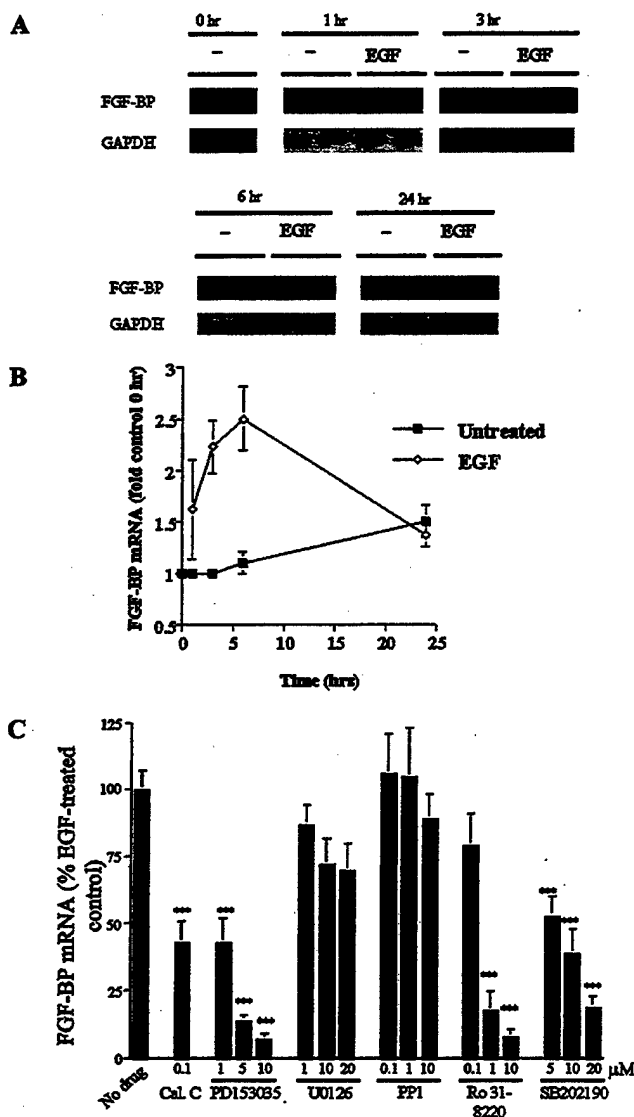 A
0 hr 1 hr 3 hr
– – EGF – EGF
FGF-BP
GAPDH
6 hr 24 hr
– EGF – EGF
FGF-BP
GAPDH
B
FGF-BP mRNA (fold control 0 hr)
3
2.5
2
1.5
1
0.5
0 5 10 15 20 25
Time (hrs)
Untreated
EGF
C
FGF-BP mRNA (% EGF-treated
control)
125
100
75
50
25
0
*** *** *** *** *** *** *** *** ***
0.1 1 5 10 1 10 20 0.1 1 10 0.1 1 10 5 10 20 μM
No drug Cal. C PD153035 U0126 PP1 Ro 31-
8220 SB202190